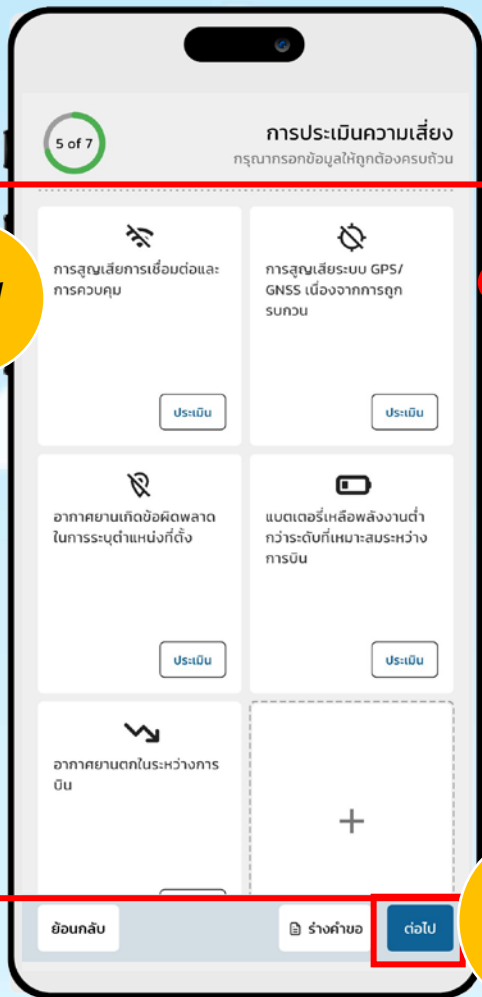 5 of 7
การประเมินความเสี่ยง
กรุณากรอกข้อมูลให้ถูกต้องครบถ้วน
การสูญเสียการเชื่อมต่อและ
การควบคุม
ประเมิน
การสูญเสียระบบ GPS/
GNSS เนื่องจากการถูก
รบกวน
ประเมิน
อากาศยานเกิดข้อผิดพลาด
ในการระบุตำแหน่งที่ตั้ง
ประเมิน
แบตเตอรี่เหลือพลังงานต่ำ
กว่าระดับที่เหมาะสมระหว่าง
การบิน
ประเมิน
อากาศยานตกในระหว่างการ
บิน
ย้อนกลับ
ร่างคำขอ
ต่อไป